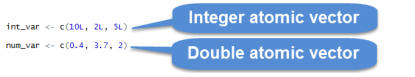 Integer atomic vector
int_var <- c(10L, 2L, 5L)
num_var <- c(0.4, 3.7, 2)
Double atomic vector